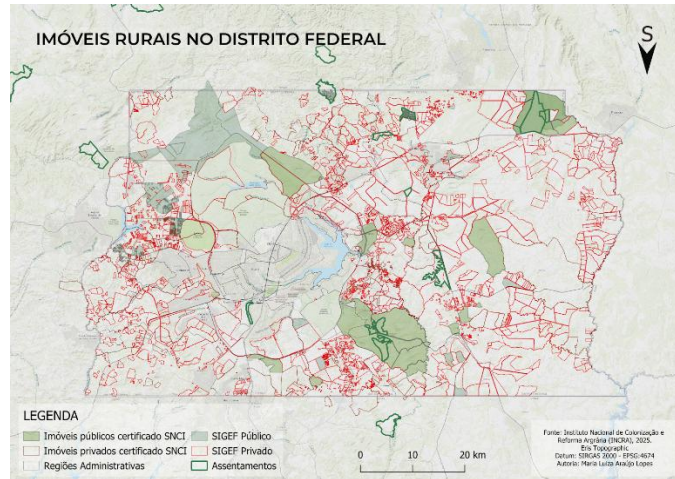 IMÓVEIS RURAIS NO DISTRITO FEDERAL
S
LEGENDA
Imóveis públicos certificado SNCI
SIGEF Público
Imóveis privados certificado SNCI
SIGEF Privado
Regiões Administrativas
Assentamentos
0 10 20 km
Fonte: Instituto Nacional de Colonização e
Reforma Agrária (INCRA), 2025.
Eris Topographic
Datum: SIRGAS 2000 - EPSG:4674
Autoria: Maria Luiza Araújo Lopes